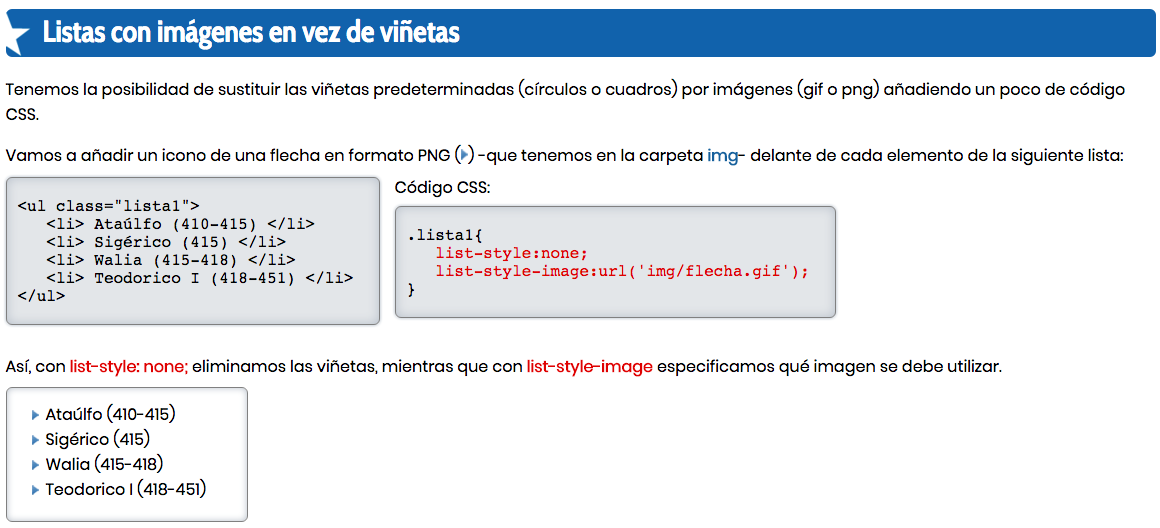 Listas con imágenes en vez de viñetas
Tenemos la posibilidad de sustituir las viñetas predeterminadas (círculos o cuadros) por imágenes (gif o png) añadiendo un poco de código
CSS.
Vamos a añadir un icono de una flecha en formato PNG () -que tenemos en la carpeta img- delante de cada elemento de la siguiente lista:
<ul class="lista1">
<li> Ataúlfo (410-415) </li>
<li> Sigérico (415) </li>
<li> Walia (415-418) </li>
<li> Teodorico I (418-451) </li>
</ul>
Código CSS:
.lista1{
list-style:none;
list-style-image:url('img/flecha.gif');
}
Así, con list-style: none; eliminamos las viñetas, mientras que con list-style-image especificamos qué imagen se debe utilizar.
Ataúlfo (410-415)
Sigérico (415)
Walia (415-418)
Teodorico I (418-451)